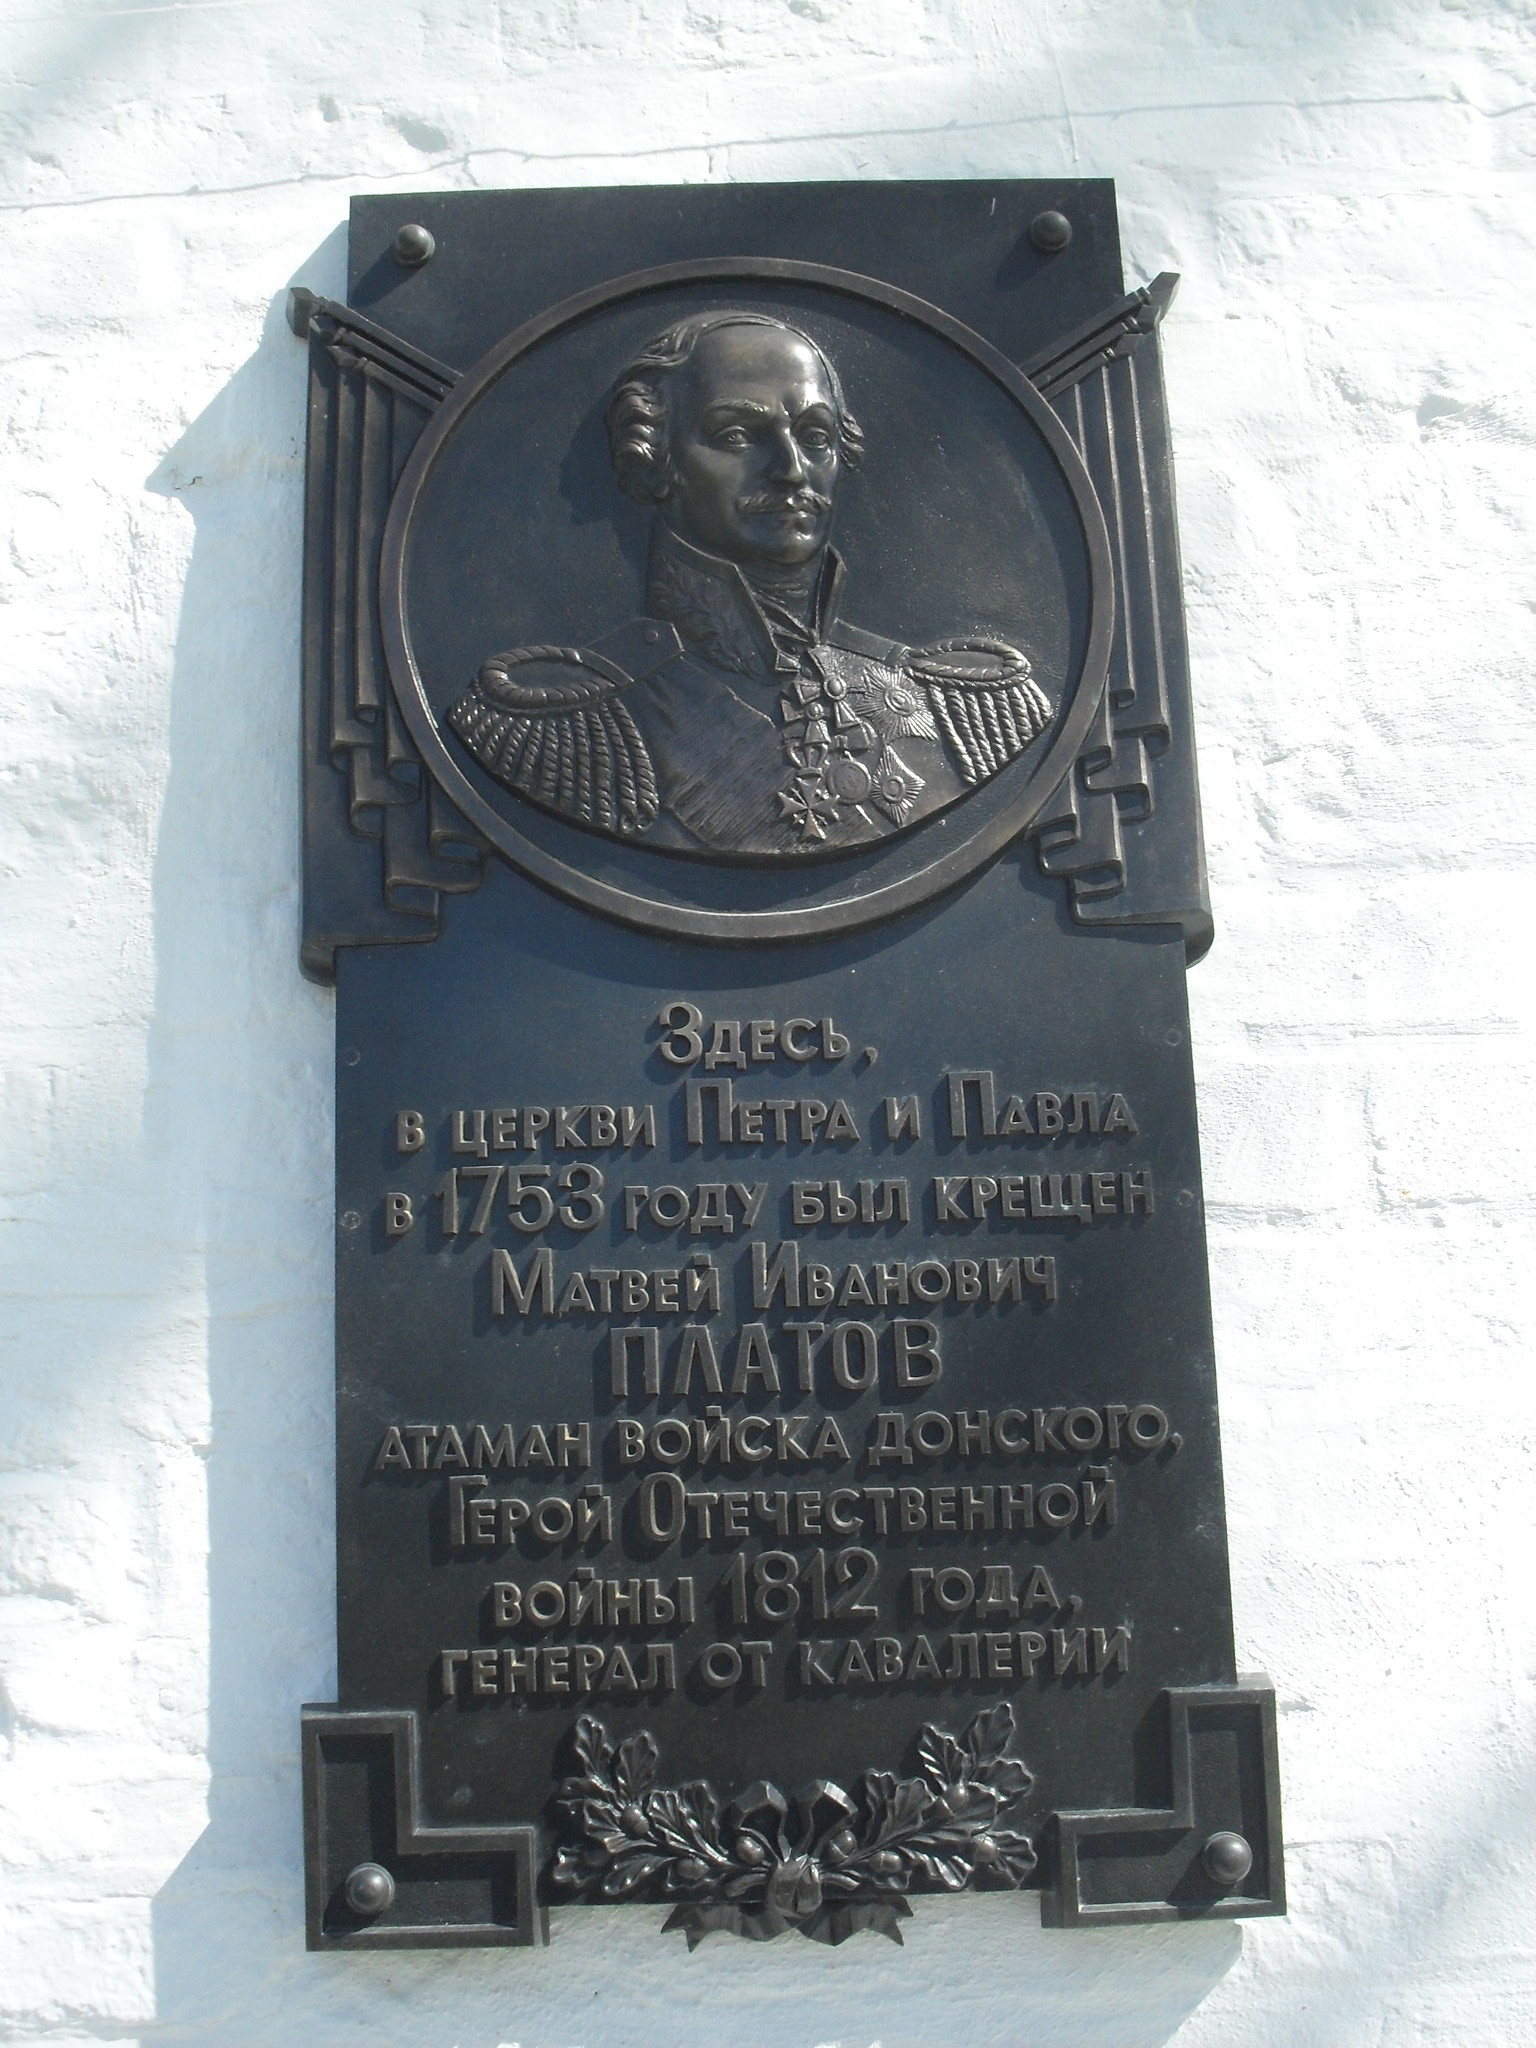 Здесь,
в церкви Петра и Павла
в 1753 году был крещен
Матвей Иванович
ПЛАТОВ
атаман войска донского,
Герой Отечественной
войны 1812 года,
генерал от кавалерии